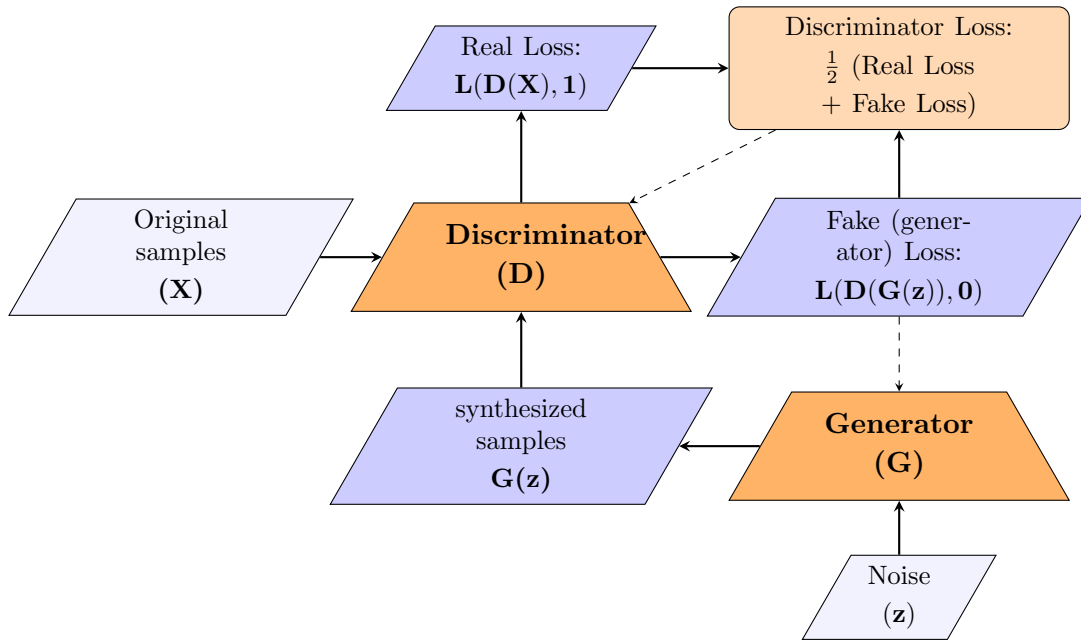 Real Loss:
L(D(X), 1)
Discriminator Loss:
½ (Real Loss
+ Fake Loss)
Original
samples
(X)
Discriminator
(D)
Fake (gener-
ator) Loss:
L(D(G(z)), 0)
synthesized
samples
G(z)
Generator
(G)
Noise
(z)